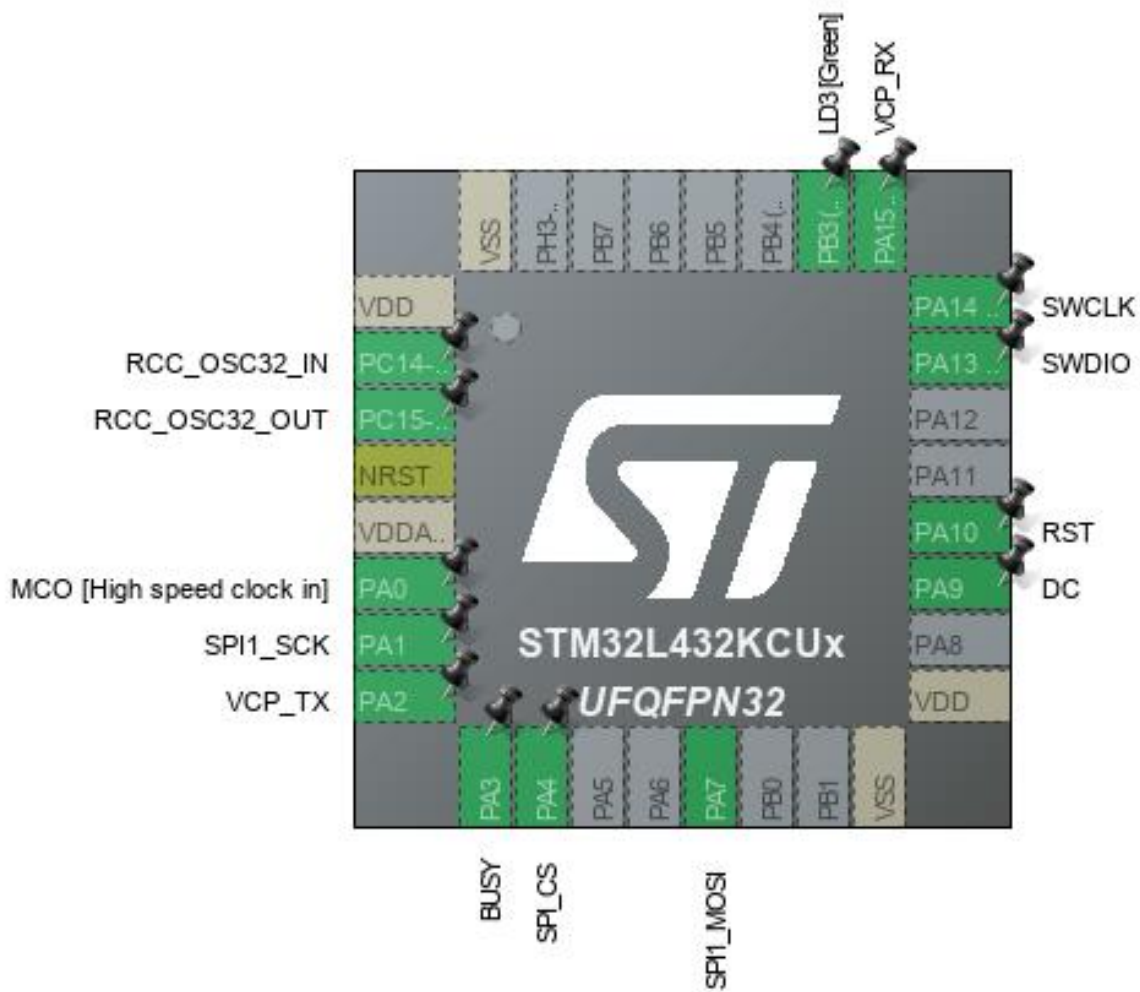 LD3 [Green]
VCP_RX
VSS
PH3-..
PB7
PB6
PB5
PB4 (..
PB3 (..
PA15 ..
VDD
RCC_OSC32_IN
PC14-..
RCC_OSC32_OUT
PC15-..
NRST
VDDA..
MCO [High speed clock in]
PA0
SPI1_SCK
PA1
VCP_TX
PA2
PA14 ..
SWCLK
PA13 ..
SWDIO
PA12
PA11
PA10
RST
PA9
DC
PA8
VDD
ST
STM32L432KCUx
UFQFPN32
PA3
PA4
PA5
PA6
PA7
PB0
PB1
VSS
BUSY
SPI_CS
SPI1_MOSI